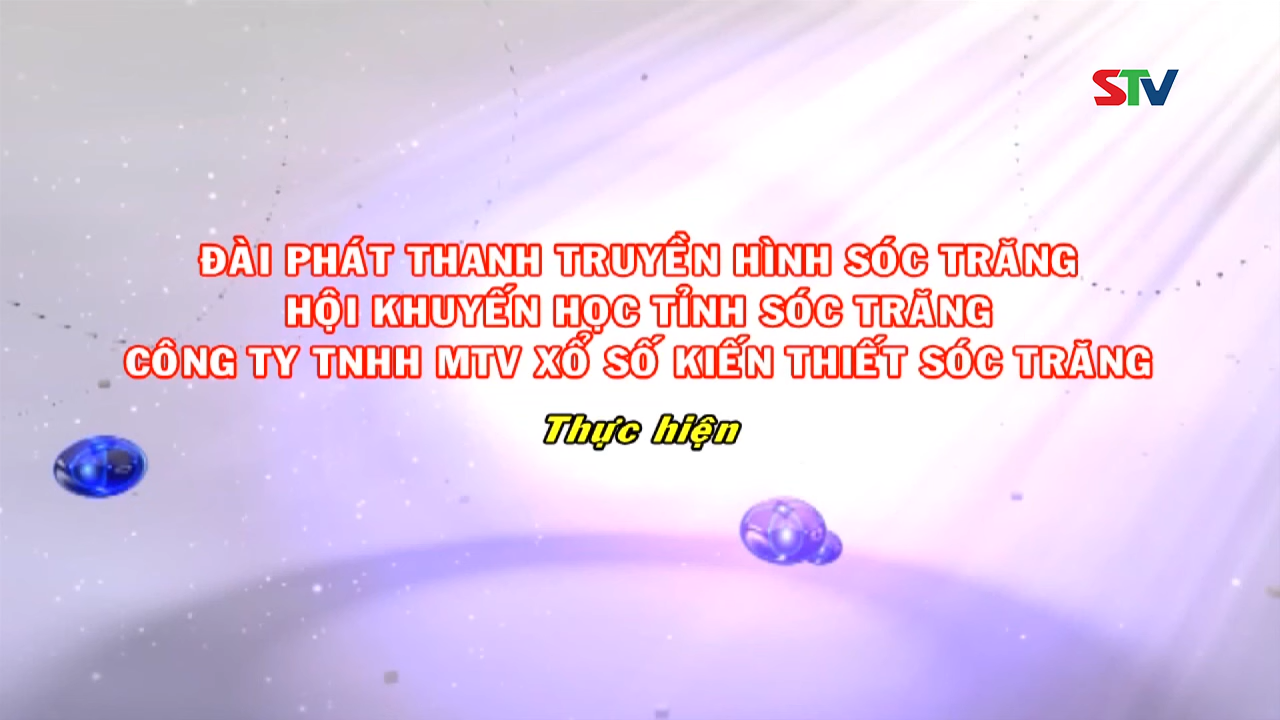 STV
ĐÀI PHÁT THANH TRUYỀN HÌNH SÓC TRĂNG
HỘI KHUYẾN HỌC TỈNH SÓC TRĂNG
CÔNG TY TNHH MTV XỔ SỐ KIẾN THIẾT SÓC TRĂNG
Thực hiện